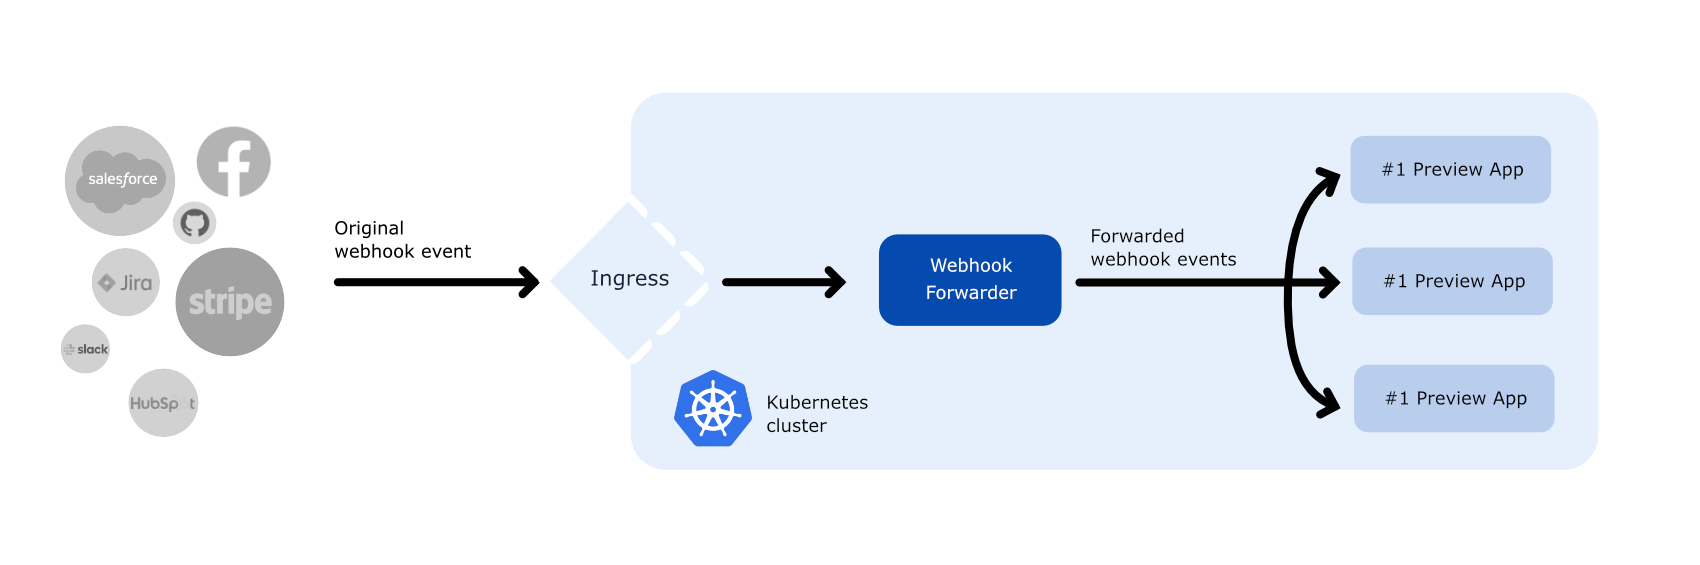 salesforce
Jira
stripe
slack
HubSpot
Original
webhook event
Ingress
Kubernetes
cluster
Webhook
Forwarder
Forwarded
webhook events
#1 Preview App
#1 Preview App
#1 Preview App